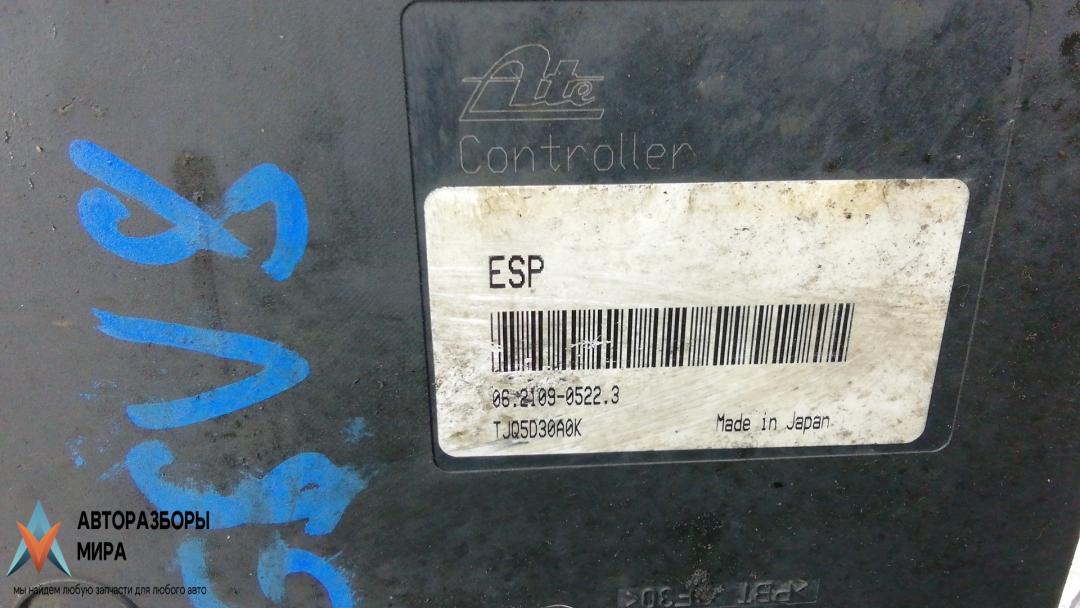 Ate
Controller
ESP
06.2109-0522.3
TJQ5D30A0K
Made in Japan
АВТОРАЗБОРЫ
МИРА
мы найдем любую запчасти для любого авто